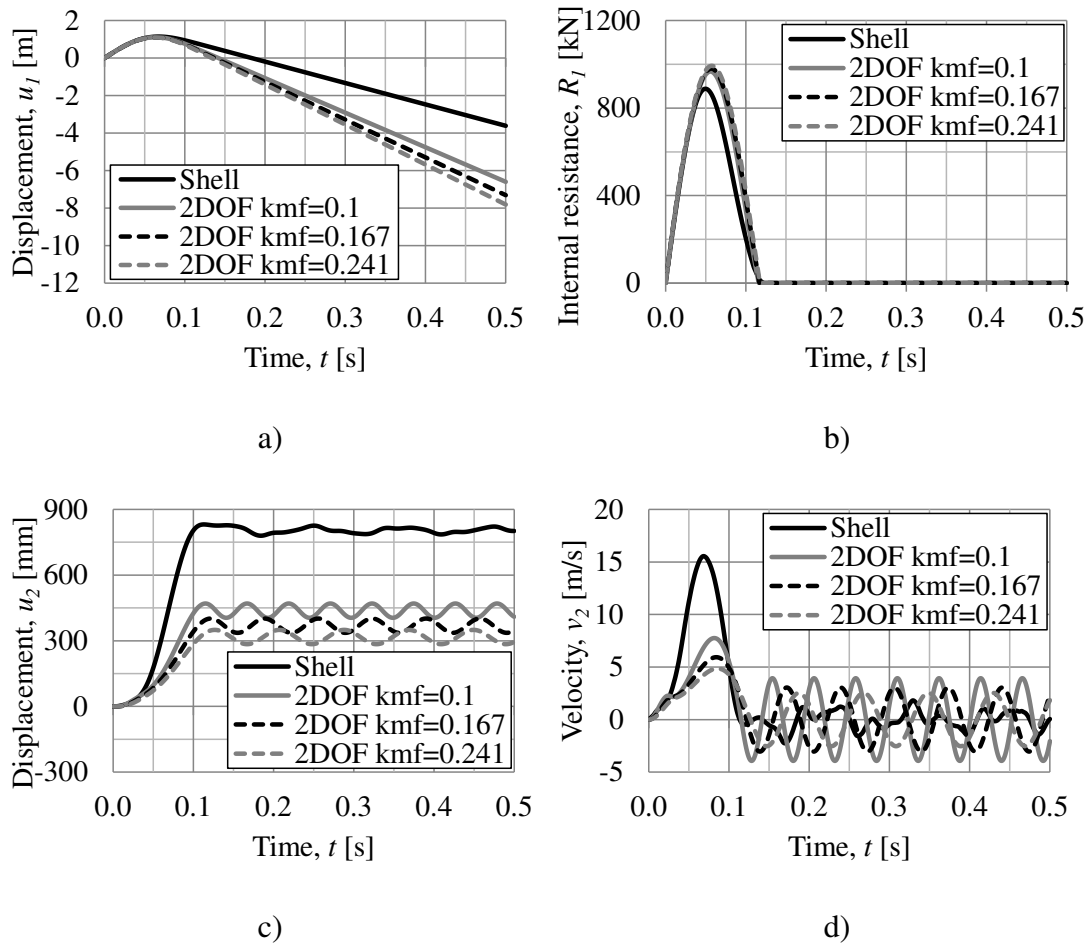 Displacement, u1 [m]
2
0
-2
-4
-6
-8
-10
-12
Shell
2DOF kmf=0.1
2DOF kmf=0.167
2DOF kmf=0.241
0.0 0.1 0.2 0.3 0.4 0.5
Time, t [s]
a)
Internal resistance, R1 [kN]
1200
800
400
0
Shell
2DOF kmf=0.1
2DOF kmf=0.167
2DOF kmf=0.241
0.0 0.1 0.2 0.3 0.4 0.5
Time, t [s]
b)
Displacement, u2 [mm]
900
600
300
0
-300
Shell
2DOF kmf=0.1
2DOF kmf=0.167
2DOF kmf=0.241
0.0 0.1 0.2 0.3 0.4 0.5
Time, t [s]
c)
Velocity, v2 [m/s]
20
15
10
5
0
-5
Shell
2DOF kmf=0.1
2DOF kmf=0.167
2DOF kmf=0.241
0.0 0.1 0.2 0.3 0.4 0.5
Time, t [s]
d)